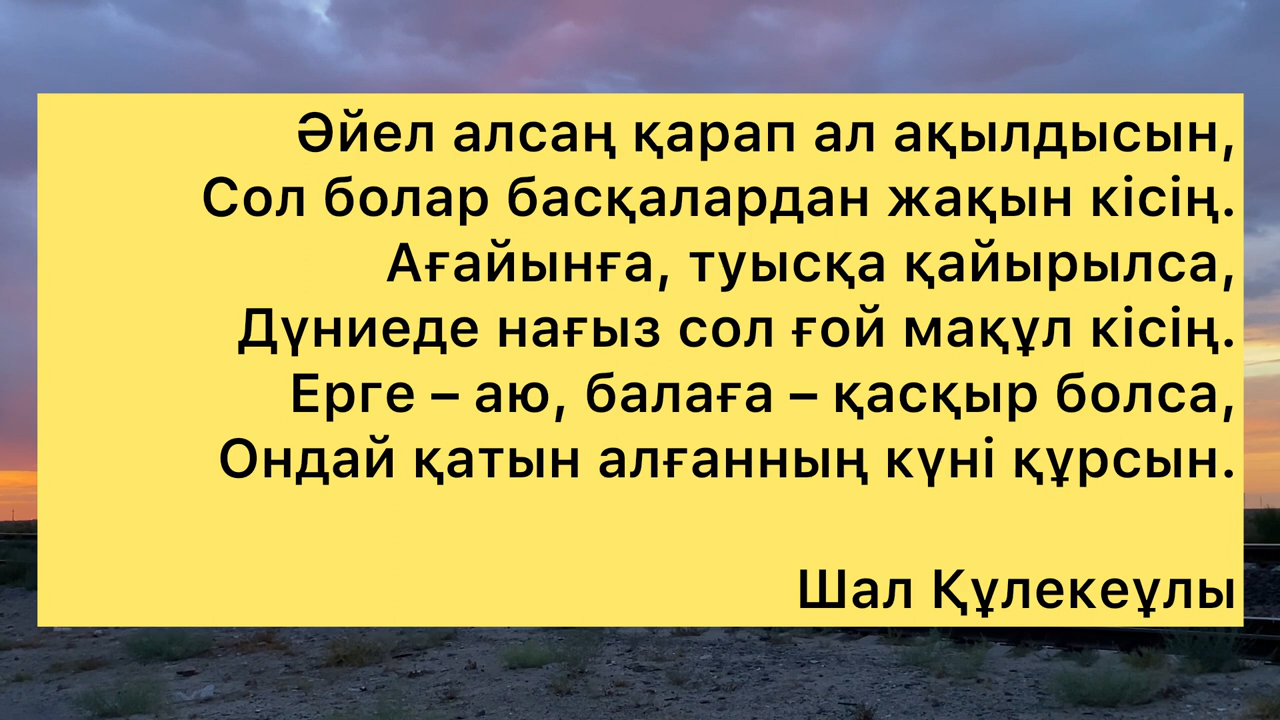 Әйел алсаң қарап ал ақылдысын,
Сол болар басқалардан жақын кісің.
Ағайынға, туысқа қайырылса,
Дүниеде нағыз сол ғой мақұл кісің.
Ерге – аю, балаға – қасқыр болса,
Ондай қатын алғанның күні құрсын.
Шал Құлекеұлы